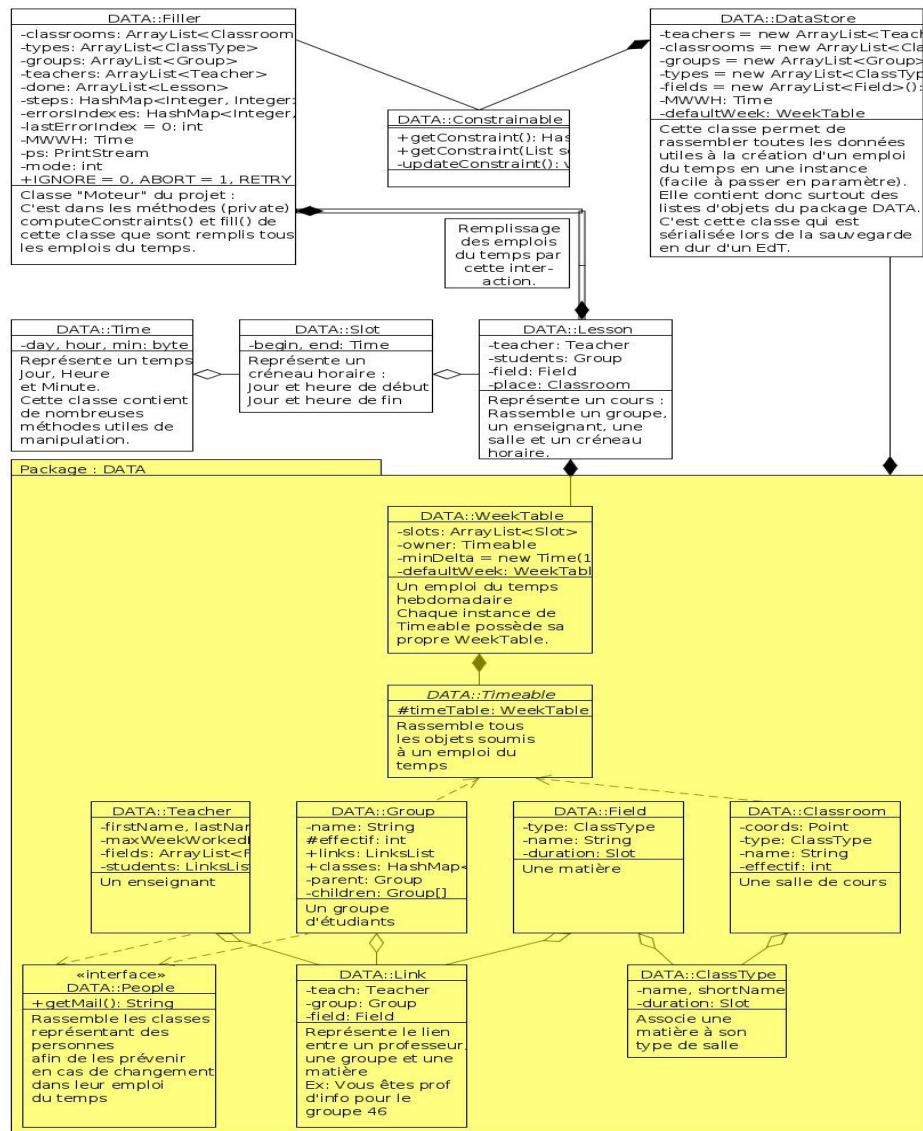 DATA::Filler
-classrooms: ArrayList<Classroom
-types: ArrayList<ClassType>
-groups: ArrayList<Group>
-teachers: ArrayList<Teacher>
-done: ArrayList<Lesson>
-steps: HashMap<Integer, Integer>
-errorsIndexes: HashMap<Integer,
-lastErrorIndex = 0: int
-MWWH: Time
-ps: PrintStream
-mode: int
+IGNORE = 0, ABORT = 1, RETRY
Classe "Moteur" du projet :
C'est dans les méthodes (private)
computeConstraints() et fill() de
cette classe que sont remplis tous
les emplois du temps.
DATA::Constrainable
+getConstraint(): Has
+getConstraint(List s
-updateConstraint(): v
DATA::DataStore
-teachers = new ArrayList<Teach
-classrooms = new ArrayList<Cla
-groups = new ArrayList<Group>(
-types = new ArrayList<ClassTyp
-fields = new ArrayList<Field>():
-MWWH: Time
-defaultWeek: WeekTable
Cette classe permet de
rassembler toutes les données
utiles à la création d'un emploi
du temps en une instance
(facile à passer en paramètre).
Elle contient donc surtout des
listes d'objets du package DATA.
C'est cette classe qui est
sérialisée lors de la sauvegarde
en dur d'un EdT.
Remplissage
des emplois
du temps par
cette inter-
action.
DATA::Time
-day, hour, min: byte
Représente un temps
Jour, Heure
et Minute.
Cette classe contient
de nombreuses
méthodes utiles de
manipulation.
DATA::Slot
-begin, end: Time
Représente un
créneau horaire :
Jour et heure de début
Jour et heure de fin
DATA::Lesson
-teacher: Teacher
-students: Group
-field: Field
-place: Classroom
Représente un cours :
Rassemble un groupe,
un enseignant, une
salle et un créneau
horaire.
Package : DATA
DATA::WeekTable
-slots: ArrayList<Slot>
-owner: Timeable
-minDelta = new Time(1
-defaultWeek: WeekTabl
Un emploi du temps
hebdomadaire
Chaque instance de
Timeable possède sa
propre WeekTable.
DATA::Timeable
#timeTable: WeekTable
Rassemble tous
les objets soumis
à un emploi du
temps
DATA::Teacher
-firstName, lastNar
-maxWeekWorked
-fields: ArrayList<F
-students: LinksList
Un enseignant
DATA::Group
-name: String
#effectif: int
+links: LinksList
+classes: HashMap<
-parent: Group
-children: Group[]
Un groupe
d'étudiants
DATA::Field
-type: ClassType
-name: String
-duration: Slot
Une matière
DATA::Classroom
-coords: Point
-type: ClassType
-name: String
-effectif: int
Une salle de cours
«interface»
DATA::People
+getMail(): String
Rassemble les classes
représentant des
personnes
afin de les prévenir
en cas de changement
dans leur emploi
du temps
DATA::Link
-teach: Teacher
-group: Group
-field: Field
Représente le lien
entre un professeur,
une groupe et une
matière
Ex: Vous êtes prof
d'info pour le
groupe 46
DATA::ClassType
-name, shortName
-duration: Slot
Associe une
matière à son
type de salle